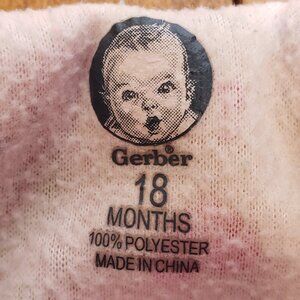 Gerber®
18
MONTHS
100% POLYESTER
MADE IN CHINA